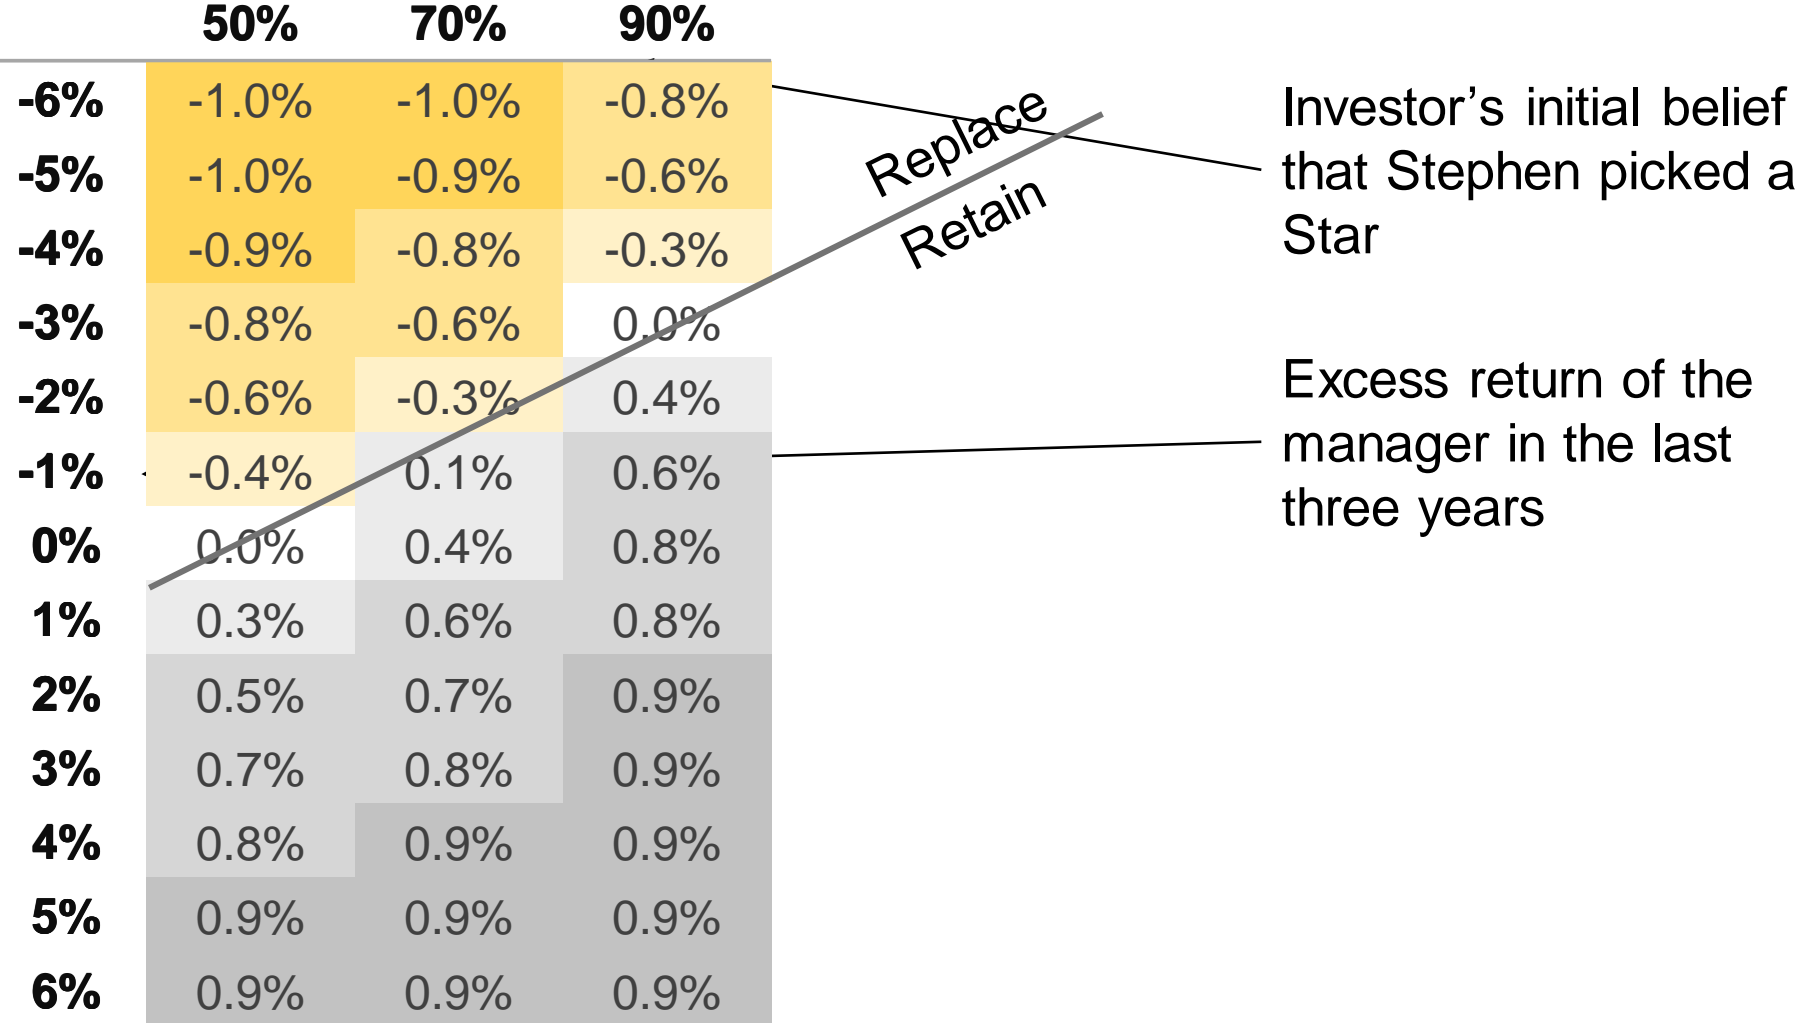 50% 70% 90%
-6% -1.0% -1.0% -0.8%
-5% -1.0% -0.9% -0.6%
-4% -0.9% -0.8% -0.3%
-3% -0.8% -0.6% 0.0%
-2% -0.6% -0.3% 0.4%
-1% -0.4% 0.1% 0.6%
0% 0.0% 0.4% 0.8%
1% 0.3% 0.6% 0.8%
2% 0.5% 0.7% 0.9%
3% 0.7% 0.8% 0.9%
4% 0.8% 0.9% 0.9%
5% 0.9% 0.9% 0.9%
6% 0.9% 0.9% 0.9%
Replace
Retain
Investor’s initial belief
that Stephen picked a
Star
Excess return of the
manager in the last
three years